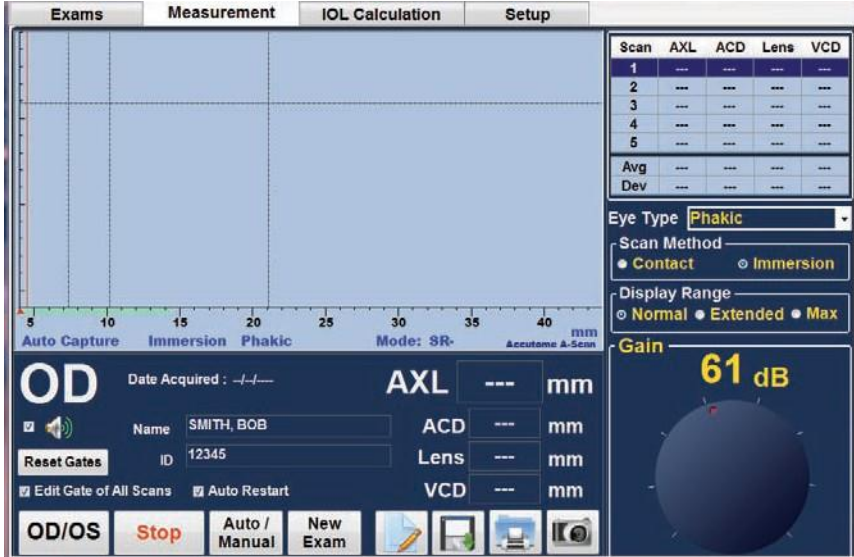 Exams Measurement IOL Calculation Setup
Scan AXL ACD Lens VCD
1 --- --- --- ---
2 --- --- --- ---
3 --- --- --- ---
4 --- --- --- ---
5 --- --- --- ---
Avg --- --- --- ---
Dev --- --- --- ---
Eye Type Phakic
Scan Method
Contact Immersion
Display Range
Normal Extended Max
Gain
61 dB
5 10 15 20 25 30 35 40
mm
Auto Capture Immersion Phakic Mode: SR- Accutome A-Scan
OD Date Acquired : --/--/---- AXL --- mm
Name SMITH, BOB ACD --- mm
Reset Gates ID 12345 Lens --- mm
Edit Gate of All Scans Auto Restart VCD --- mm
OD/OS Stop Auto / Manual New Exam